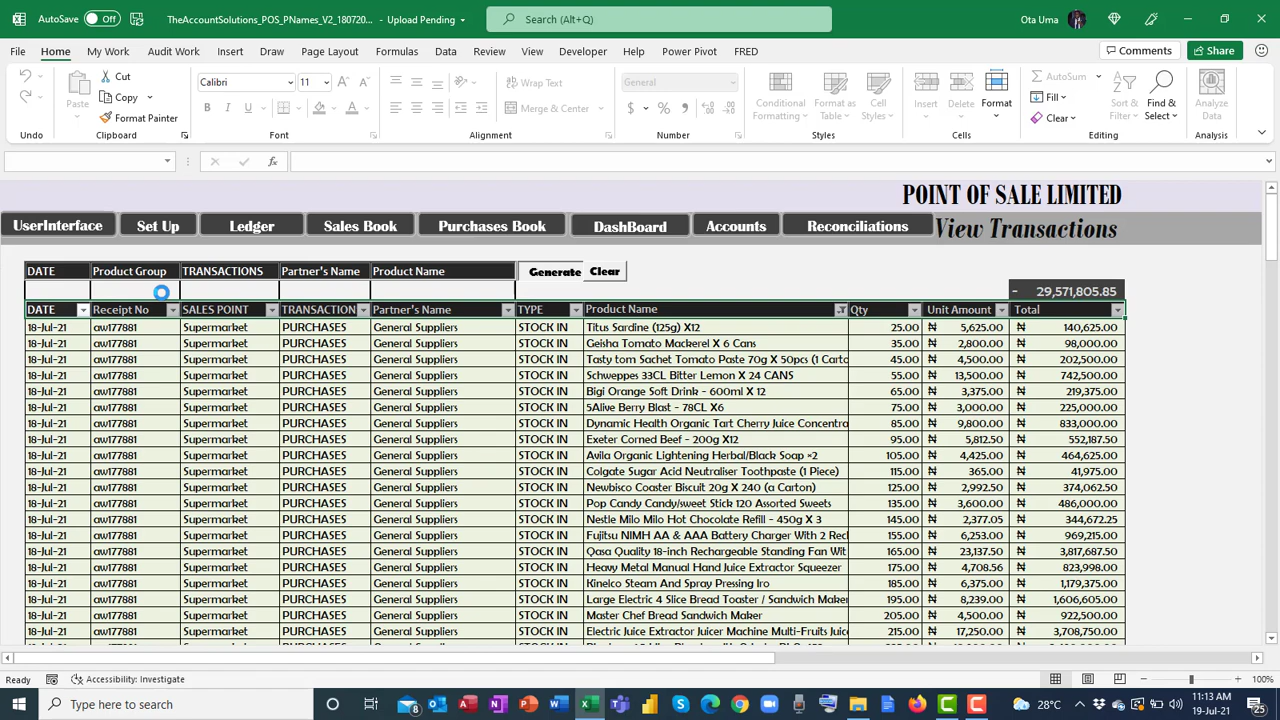 AutoSave Off TheAccountSolutions_POS_PNames_V2_180720... - Upload Pending Search (Alt+Q) Ota Uma
File Home My Work Audit Work Insert Draw Page Layout Formulas Data Review View Developer Help Power Pivot FRED Comments Share
Cut Calibri 11 Wrap Text General AutoSum
Copy Fill
Paste Format Painter B I U A Merge & Center $ % Conditional Formatting Format as Table Cell Styles Insert Delete Format Clear Sort & Filter Find & Select Analyze Data
Undo Clipboard Font Alignment Number Styles Cells Editing Analysis
fx
POINT OF SALE LIMITED
UserInterface Set Up Ledger Sales Book Purchases Book DashBoard Accounts Reconciliations View Transactions
DATE Product Group TRANSACTIONS Partner's Name Product Name Generate Clear
- 29,571,805.85
DATE Receipt No SALES POINT TRANSACTION Partner's Name TYPE Product Name Qty Unit Amount Total
18-Jul-21 aw177881 Supermarket PURCHASES General Suppliers STOCK IN Titus Sardine (125g) X12 25.00 ₦ 5,625.00 ₦ 140,625.00
18-Jul-21 aw177881 Supermarket PURCHASES General Suppliers STOCK IN Geisha Tomato Mackerel X 6 Cans 35.00 ₦ 2,800.00 ₦ 98,000.00
18-Jul-21 aw177881 Supermarket PURCHASES General Suppliers STOCK IN Tasty tom Sachet Tomato Paste 70g X 50pcs (1 Carto 45.00 ₦ 4,500.00 ₦ 202,500.00
18-Jul-21 aw177881 Supermarket PURCHASES General Suppliers STOCK IN Schweppes 33CL Bitter Lemon X 24 CANS 55.00 ₦ 13,500.00 ₦ 742,500.00
18-Jul-21 aw177881 Supermarket PURCHASES General Suppliers STOCK IN Bigi Orange Soft Drink - 600ml X 12 65.00 ₦ 3,375.00 ₦ 219,375.00
18-Jul-21 aw177881 Supermarket PURCHASES General Suppliers STOCK IN 5Alive Berry Blast - 78CL X6 75.00 ₦ 3,000.00 ₦ 225,000.00
18-Jul-21 aw177881 Supermarket PURCHASES General Suppliers STOCK IN Dynamic Health Organic Tart Cherry Juice Concentra 85.00 ₦ 9,800.00 ₦ 833,000.00
18-Jul-21 aw177881 Supermarket PURCHASES General Suppliers STOCK IN Exeter Corned Beef - 200g X12 95.00 ₦ 5,812.50 ₦ 552,187.50
18-Jul-21 aw177881 Supermarket PURCHASES General Suppliers STOCK IN Avila Organic Lightening Herbal/Black Soap ×2 105.00 ₦ 4,425.00 ₦ 464,625.00
18-Jul-21 aw177881 Supermarket PURCHASES General Suppliers STOCK IN Colgate Sugar Acid Neutraliser Toothpaste (1 Piece) 115.00 ₦ 365.00 ₦ 41,975.00
18-Jul-21 aw177881 Supermarket PURCHASES General Suppliers STOCK IN Newbisco Coaster Biscuit 20g X 240 (a Carton) 125.00 ₦ 2,992.50 ₦ 374,062.50
18-Jul-21 aw177881 Supermarket PURCHASES General Suppliers STOCK IN Pop Candy Candy/sweet Stick 120 Assorted Sweets 135.00 ₦ 3,600.00 ₦ 486,000.00
18-Jul-21 aw177881 Supermarket PURCHASES General Suppliers STOCK IN Nestle Milo Milo Hot Chocolate Refill - 450g X 3 145.00 ₦ 2,377.05 ₦ 344,672.25
18-Jul-21 aw177881 Supermarket PURCHASES General Suppliers STOCK IN Fujitsu NIMH AA & AAA Battery Charger With 2 Rec 155.00 ₦ 6,253.00 ₦ 969,215.00
18-Jul-21 aw177881 Supermarket PURCHASES General Suppliers STOCK IN Qasa Quality 18-inch Rechargeable Standing Fan Wit 165.00 ₦ 23,137.50 ₦ 3,817,687.50
18-Jul-21 aw177881 Supermarket PURCHASES General Suppliers STOCK IN Heavy Metal Manual Hand Juice Extractor Squeezer 175.00 ₦ 4,708.56 ₦ 823,998.00
18-Jul-21 aw177881 Supermarket PURCHASES General Suppliers STOCK IN Kinelco Steam And Spray Pressing Iro 185.00 ₦ 6,375.00 ₦ 1,179,375.00
18-Jul-21 aw177881 Supermarket PURCHASES General Suppliers STOCK IN Large Electric 4 Slice Bread Toaster / Sandwich Maker 195.00 ₦ 8,239.00 ₦ 1,606,605.00
18-Jul-21 aw177881 Supermarket PURCHASES General Suppliers STOCK IN Master Chef Bread Sandwich Maker 205.00 ₦ 4,500.00 ₦ 922,500.00
18-Jul-21 aw177881 Supermarket PURCHASES General Suppliers STOCK IN Electric Juice Extractor Juicer Machine Multi-Fruits Juic 215.00 ₦ 17,250.00 ₦ 3,708,750.00
Ready Accessibility: Investigate 100%
Type here to search 8 28°C 11:13 AM
19-Jul-21 25